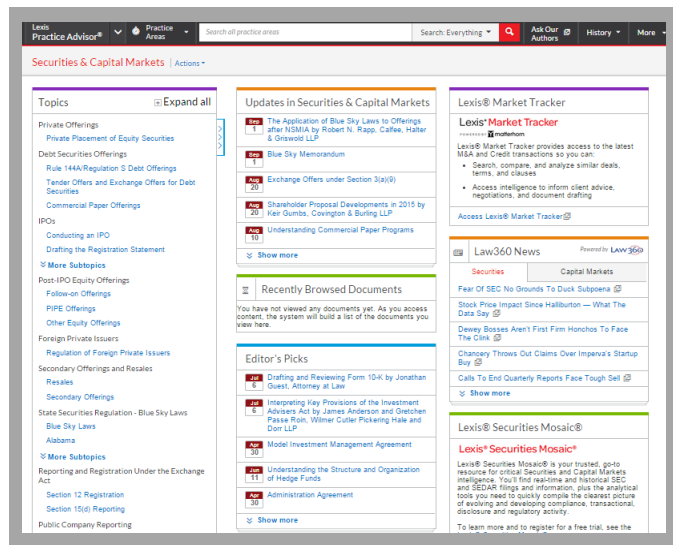 Lexis
Practice Advisor®
Practice
Areas
Search all practice areas
Search: Everything
Ask Our
Authors
History
More
Securities & Capital Markets | Actions
Topics
Expand all
Private Offerings
Private Placement of Equity Securities
Debt Securities Offerings
Rule 144A/Regulation S Debt Offerings
Tender Offers and Exchange Offers for Debt
Securities
Commercial Paper Offerings
IPOs
Conducting an IPO
Drafting the Registration Statement
More Subtopics
Post-IPO Equity Offerings
Follow-on Offerings
PIPE Offerings
Other Equity Offerings
Foreign Private Issuers
Regulation of Foreign Private Issuers
Secondary Offerings and Resales
Resales
Secondary Offerings
State Securities Regulation - Blue Sky Laws
Blue Sky Laws
Alabama
More Subtopics
Reporting and Registration Under the Exchange
Act
Section 12 Registration
Section 15(d) Reporting
Public Company Reporting
Updates in Securities & Capital Markets
Sep
1
The Application of Blue Sky Laws to Offerings
after NSMIA by Robert N. Rapp, Calfee, Halter
& Griswold LLP
Sep
1
Blue Sky Memorandum
Aug
20
Exchange Offers under Section 3(a)(9)
Aug
20
Shareholder Proposal Developments in 2015 by
Keir Gumbs, Covington & Burling LLP
Aug
10
Understanding Commercial Paper Programs
Show more
Recently Browsed Documents
You have not viewed any documents yet. As you access
content, the system will build a list of the documents you
view here.
Editor's Picks
Jul
6
Drafting and Reviewing Form 10-K by Jonathan
Guest, Attorney at Law
Jul
6
Interpreting Key Provisions of the Investment
Advisers Act by James Anderson and Gretchen
Passe Roin, Wilmer Cutler Pickering Hale and
Dorr LLP
Apr
30
Model Investment Management Agreement
Jun
11
Understanding the Structure and Organization
of Hedge Funds
Apr
30
Administration Agreement
Show more
Lexis® Market Tracker
Lexis® Market Tracker
matterhorn
Lexis® Market Tracker provides access to the latest
M&A and Credit transactions so you can:
• Search, compare, and analyze similar deals,
terms, and clauses
• Access intelligence to inform client advice,
negotiations, and document drafting
Access Lexis® Market Tracker
Law360 News
Powered by LAW360
Securities
Capital Markets
Fear Of SEC No Grounds To Duck Subpoena
Stock Price Impact Since Halliburton — What The
Data Say
Dewey Bosses Aren't First Firm Honchos To Face
The Clink
Chancery Throws Out Claims Over Imperva's Startup
Buy
Calls To End Quarterly Reports Face Tough Sell
Show more
Lexis® Securities Mosaic®
Lexis® Securities Mosaic®
Lexis® Securities Mosaic® is your trusted, go-to
resource for critical Securities and Capital Markets
intelligence. You'll find real-time and historical SEC
and SEDAR filings and information, plus the analytical
tools you need to quickly compile the clearest picture
of evolving and developing compliance, transactional,
disclosure and regulatory activity.
To learn more and to register for a free trial, see the